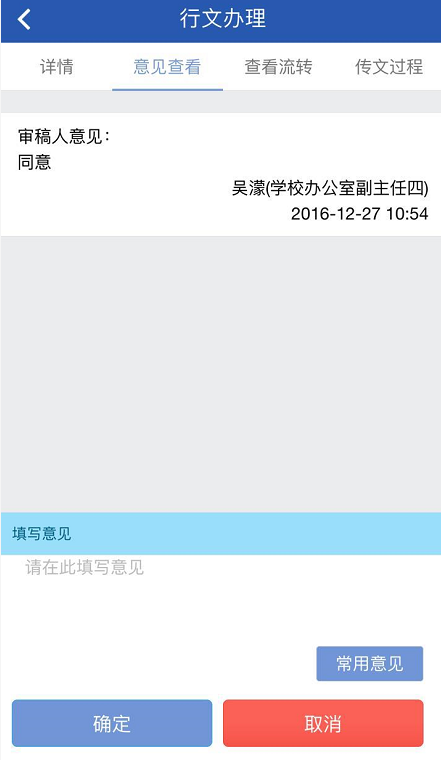 行文办理
详情 意见查看 查看流转 传文过程
审稿人意见：
同意
吴濛(学校办公室副主任四)
2016-12-27 10:54
填写意见
请在此填写意见
常用意见
确定 取消